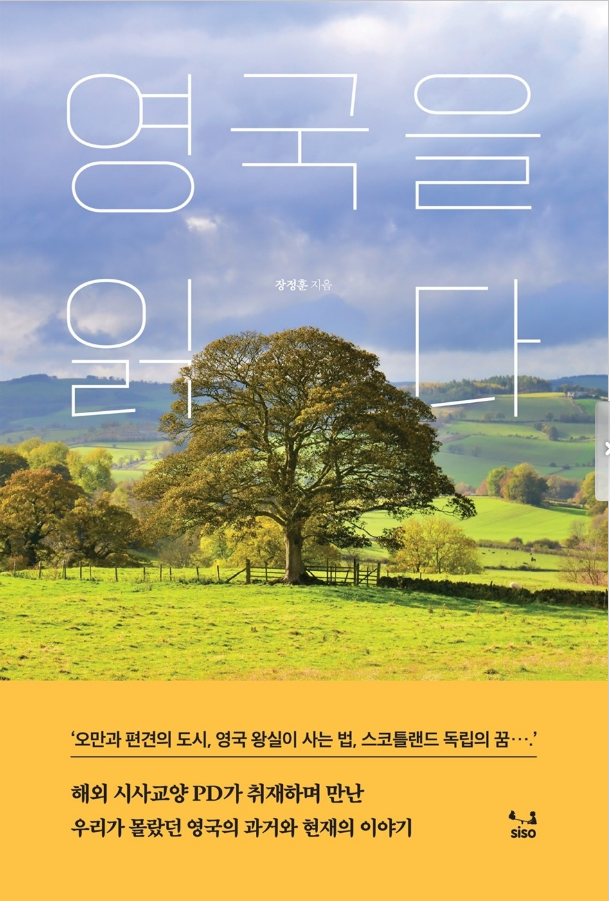 영국을
읽다
장정훈 지음
‘오만과 편견의 도시, 영국 왕실이 사는 법, 스코틀랜드 독립의 꿈….’
해외 시사교양 PD가 취재하며 만난
우리가 몰랐던 영국의 과거와 현재의 이야기
siso